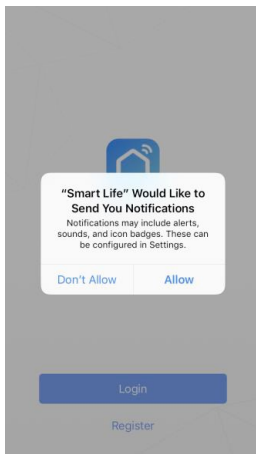 “Smart Life” Would Like to
Send You Notifications
Notifications may include alerts,
sounds, and icon badges. These can
be configured in Settings.
Don’t Allow
Allow
Login
Register